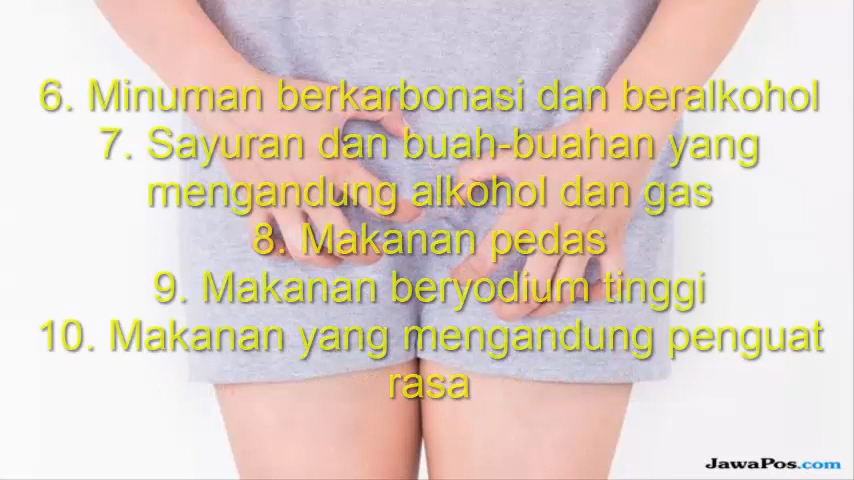 6. Minuman berkarbonasi dan beralkohol
7. Sayuran dan buah-buahan yang
mengandung alkohol dan gas
8. Makanan pedas
9. Makanan beryodium tinggi
10. Makanan yang mengandung penguat
rasa
JawaPos.com